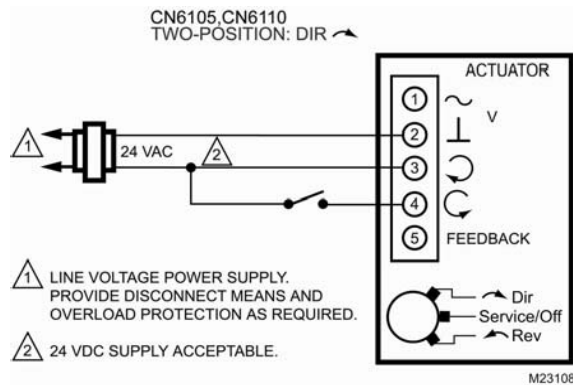 CN6105,CN6110
TWO-POSITION: DIR
ACTUATOR
1
V
1
24 VAC
2
2
3
4
5 FEEDBACK
1 LINE VOLTAGE POWER SUPPLY.
PROVIDE DISCONNECT MEANS AND
OVERLOAD PROTECTION AS REQUIRED.
2 24 VDC SUPPLY ACCEPTABLE.
Dir
Service/Off
Rev
M23108